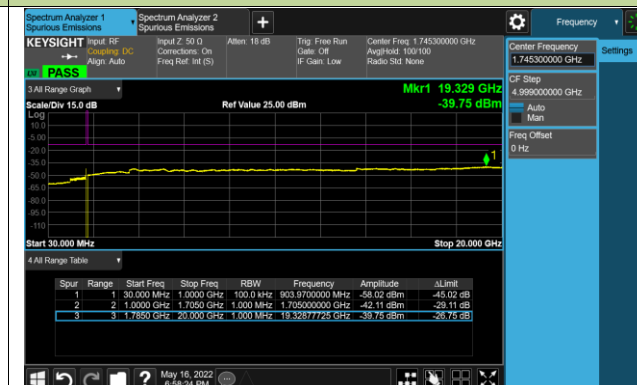 Spectrum Analyzer 1
Spurious Emissions
Spectrum Analyzer 2
Spurious Emissions
+
Frequency
KEYSIGHT
Input: RF
Coupling: DC
Align: Auto
Input Z: 50 Ω
Corrections: On
Freq Ref: Int (S)
Atten: 18 dB
Trig: Free Run
Gate: Off
IF Gain: Low
Center Freq: 1.745300000 GHz
Avg|Hold: 100/100
Radio Std: None
PASS
3 All Range Graph
Mkr1 19.329 GHz
Scale/Div 15.0 dB
Ref Value 25.00 dBm
-39.75 dBm
Log
10.0
-5.00
-20.0
-35.0
-50.0
-65.0
-80.0
-95.0
-110
1
Start 30.000 MHz
Stop 20.000 GHz
4 All Range Table
Spur Range Start Freq Stop Freq RBW Frequency Amplitude ΔLimit
1 1 30.000 MHz 1.0000 GHz 100.0 kHz 903.9700000 MHz -58.02 dBm -45.02 dB
2 2 1.0000 GHz 1.7050 GHz 1.000 MHz 1.705000000 GHz -42.11 dBm -29.11 dB
3 3 1.7850 GHz 20.000 GHz 1.000 MHz 19.32877725 GHz -39.75 dBm -26.75 dB
Center Frequency
1.745300000 GHz
Settings
CF Step
4.999000000 GHz
Auto
Man
Freq Offset
0 Hz
?
May 16, 2022
6:58:24 PM